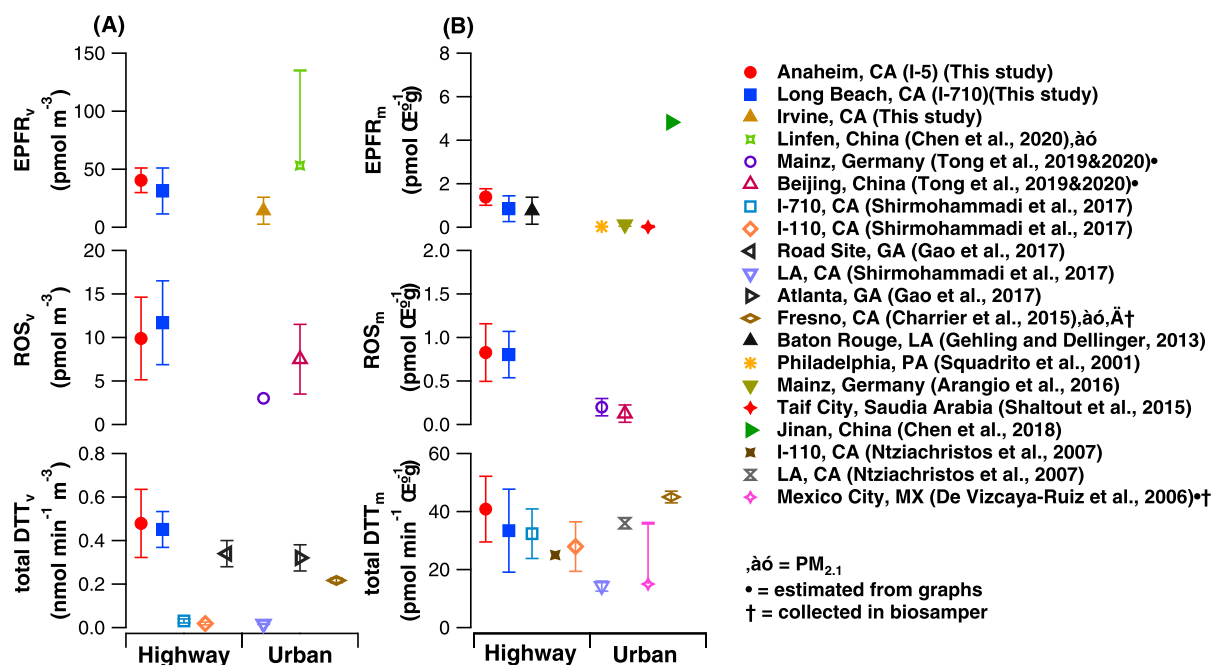 (A)
(B)
EPFRv
(pmol m⁻³)
150
100
50
0
EPFRm
(pmol Œºg⁻¹)
8
6
4
2
0
ROSv
(pmol m⁻³)
20
15
10
5
0
ROSm
(pmol Œºg⁻¹)
2.0
1.5
1.0
0.5
0.0
total DTTv
(nmol min⁻¹ m⁻³)
0.8
0.6
0.4
0.2
0.0
total DTTm
(pmol min⁻¹ Œºg⁻¹)
60
40
20
0
Highway Urban
Highway Urban
Anaheim, CA (I-5) (This study)
Long Beach, CA (I-710)(This study)
Irvine, CA (This study)
Linfen, China (Chen et al., 2020)‚àó
Mainz, Germany (Tong et al., 2019&2020)•
Beijing, China (Tong et al., 2019&2020)•
I-710, CA (Shirmohammadi et al., 2017)
I-110, CA (Shirmohammadi et al., 2017)
Road Site, GA (Gao et al., 2017)
LA, CA (Shirmohammadi et al., 2017)
Atlanta, GA (Gao et al., 2017)
Fresno, CA (Charrier et al., 2015)‚àó‚Ä†
Baton Rouge, LA (Gehling and Dellinger, 2013)
Philadelphia, PA (Squadrito et al., 2001)
Mainz, Germany (Arangio et al., 2016)
Taif City, Saudia Arabia (Shaltout et al., 2015)
Jinan, China (Chen et al., 2018)
I-110, CA (Ntziachristos et al., 2007)
LA, CA (Ntziachristos et al., 2007)
Mexico City, MX (De Vizcaya-Ruiz et al., 2006)•†
‚àó = PM2.1
• = estimated from graphs
† = collected in biosamper